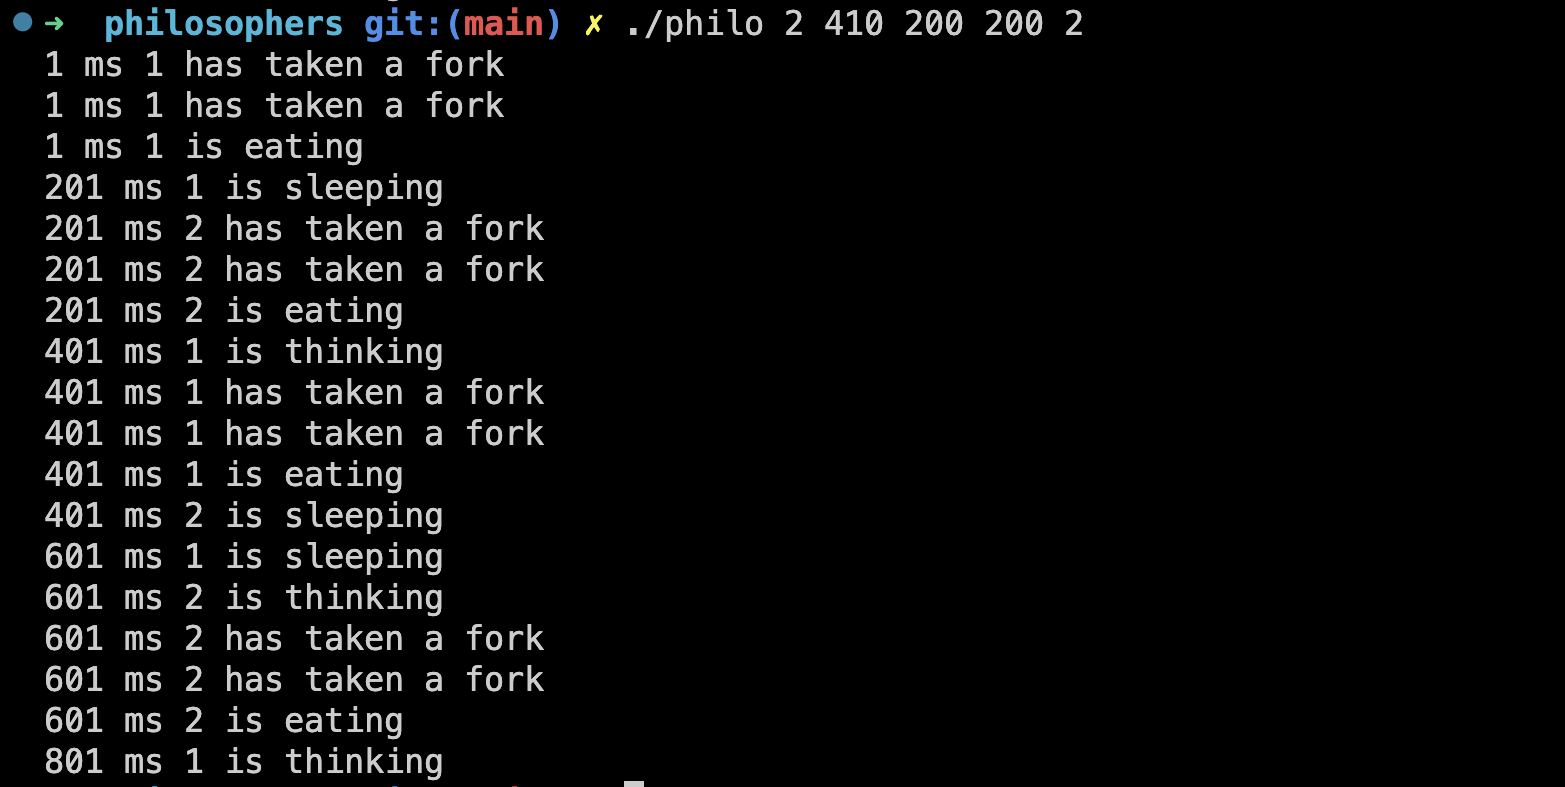 ➜ philosophers git:(main) ✗ ./philo 2 410 200 200 2
1 ms 1 has taken a fork
1 ms 1 has taken a fork
1 ms 1 is eating
201 ms 1 is sleeping
201 ms 2 has taken a fork
201 ms 2 has taken a fork
201 ms 2 is eating
401 ms 1 is thinking
401 ms 1 has taken a fork
401 ms 1 has taken a fork
401 ms 1 is eating
401 ms 2 is sleeping
601 ms 1 is sleeping
601 ms 2 is thinking
601 ms 2 has taken a fork
601 ms 2 has taken a fork
601 ms 2 is eating
801 ms 1 is thinking